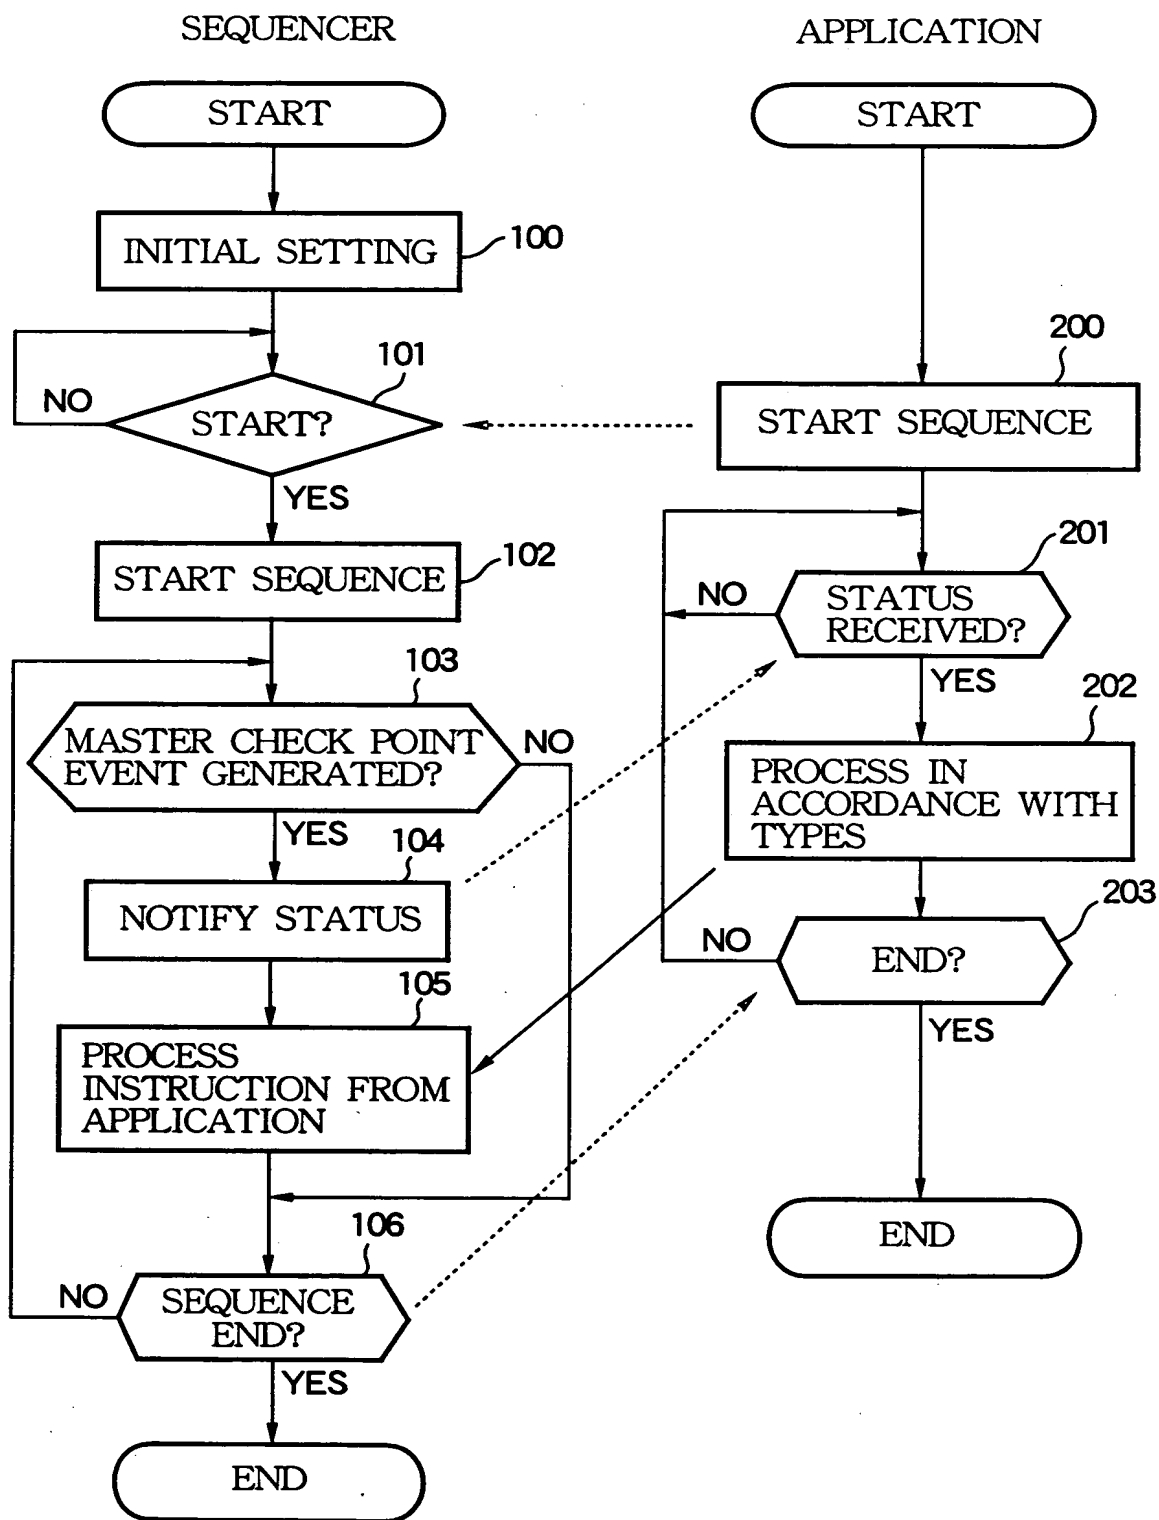 SEQUENCER
START
INITIAL SETTING
100
101
NO
START?
YES
START SEQUENCE
102
103
MASTER CHECK POINT
EVENT GENERATED?
NO
YES
104
NOTIFY STATUS
105
PROCESS
INSTRUCTION FROM
APPLICATION
106
NO
SEQUENCE
END?
YES
END
APPLICATION
START
200
START SEQUENCE
201
NO
STATUS
RECEIVED?
YES
202
PROCESS IN
ACCORDANCE WITH
TYPES
203
NO
END?
YES
END